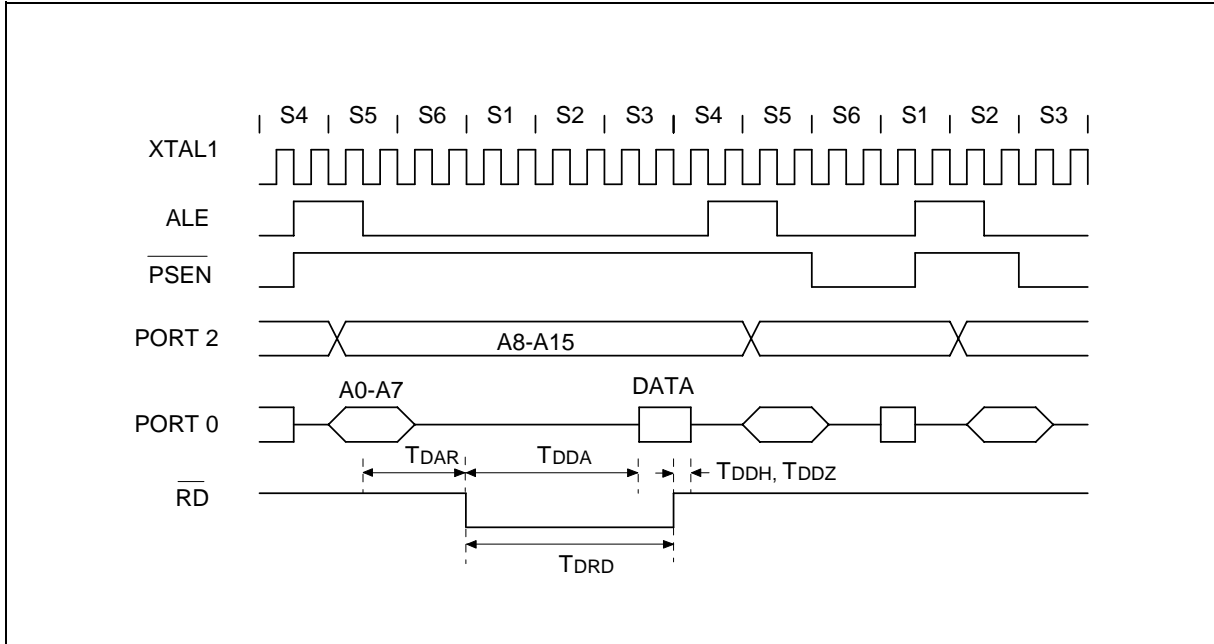 S4 S5 S6 S1 S2 S3 S4 S5 S6 S1 S2 S3
XTAL1
ALE
PSEN
PORT 2
A8-A15
A0-A7
DATA
PORT 0
TDAR
TDDA
TDDH, TDDZ
RD
TDRD